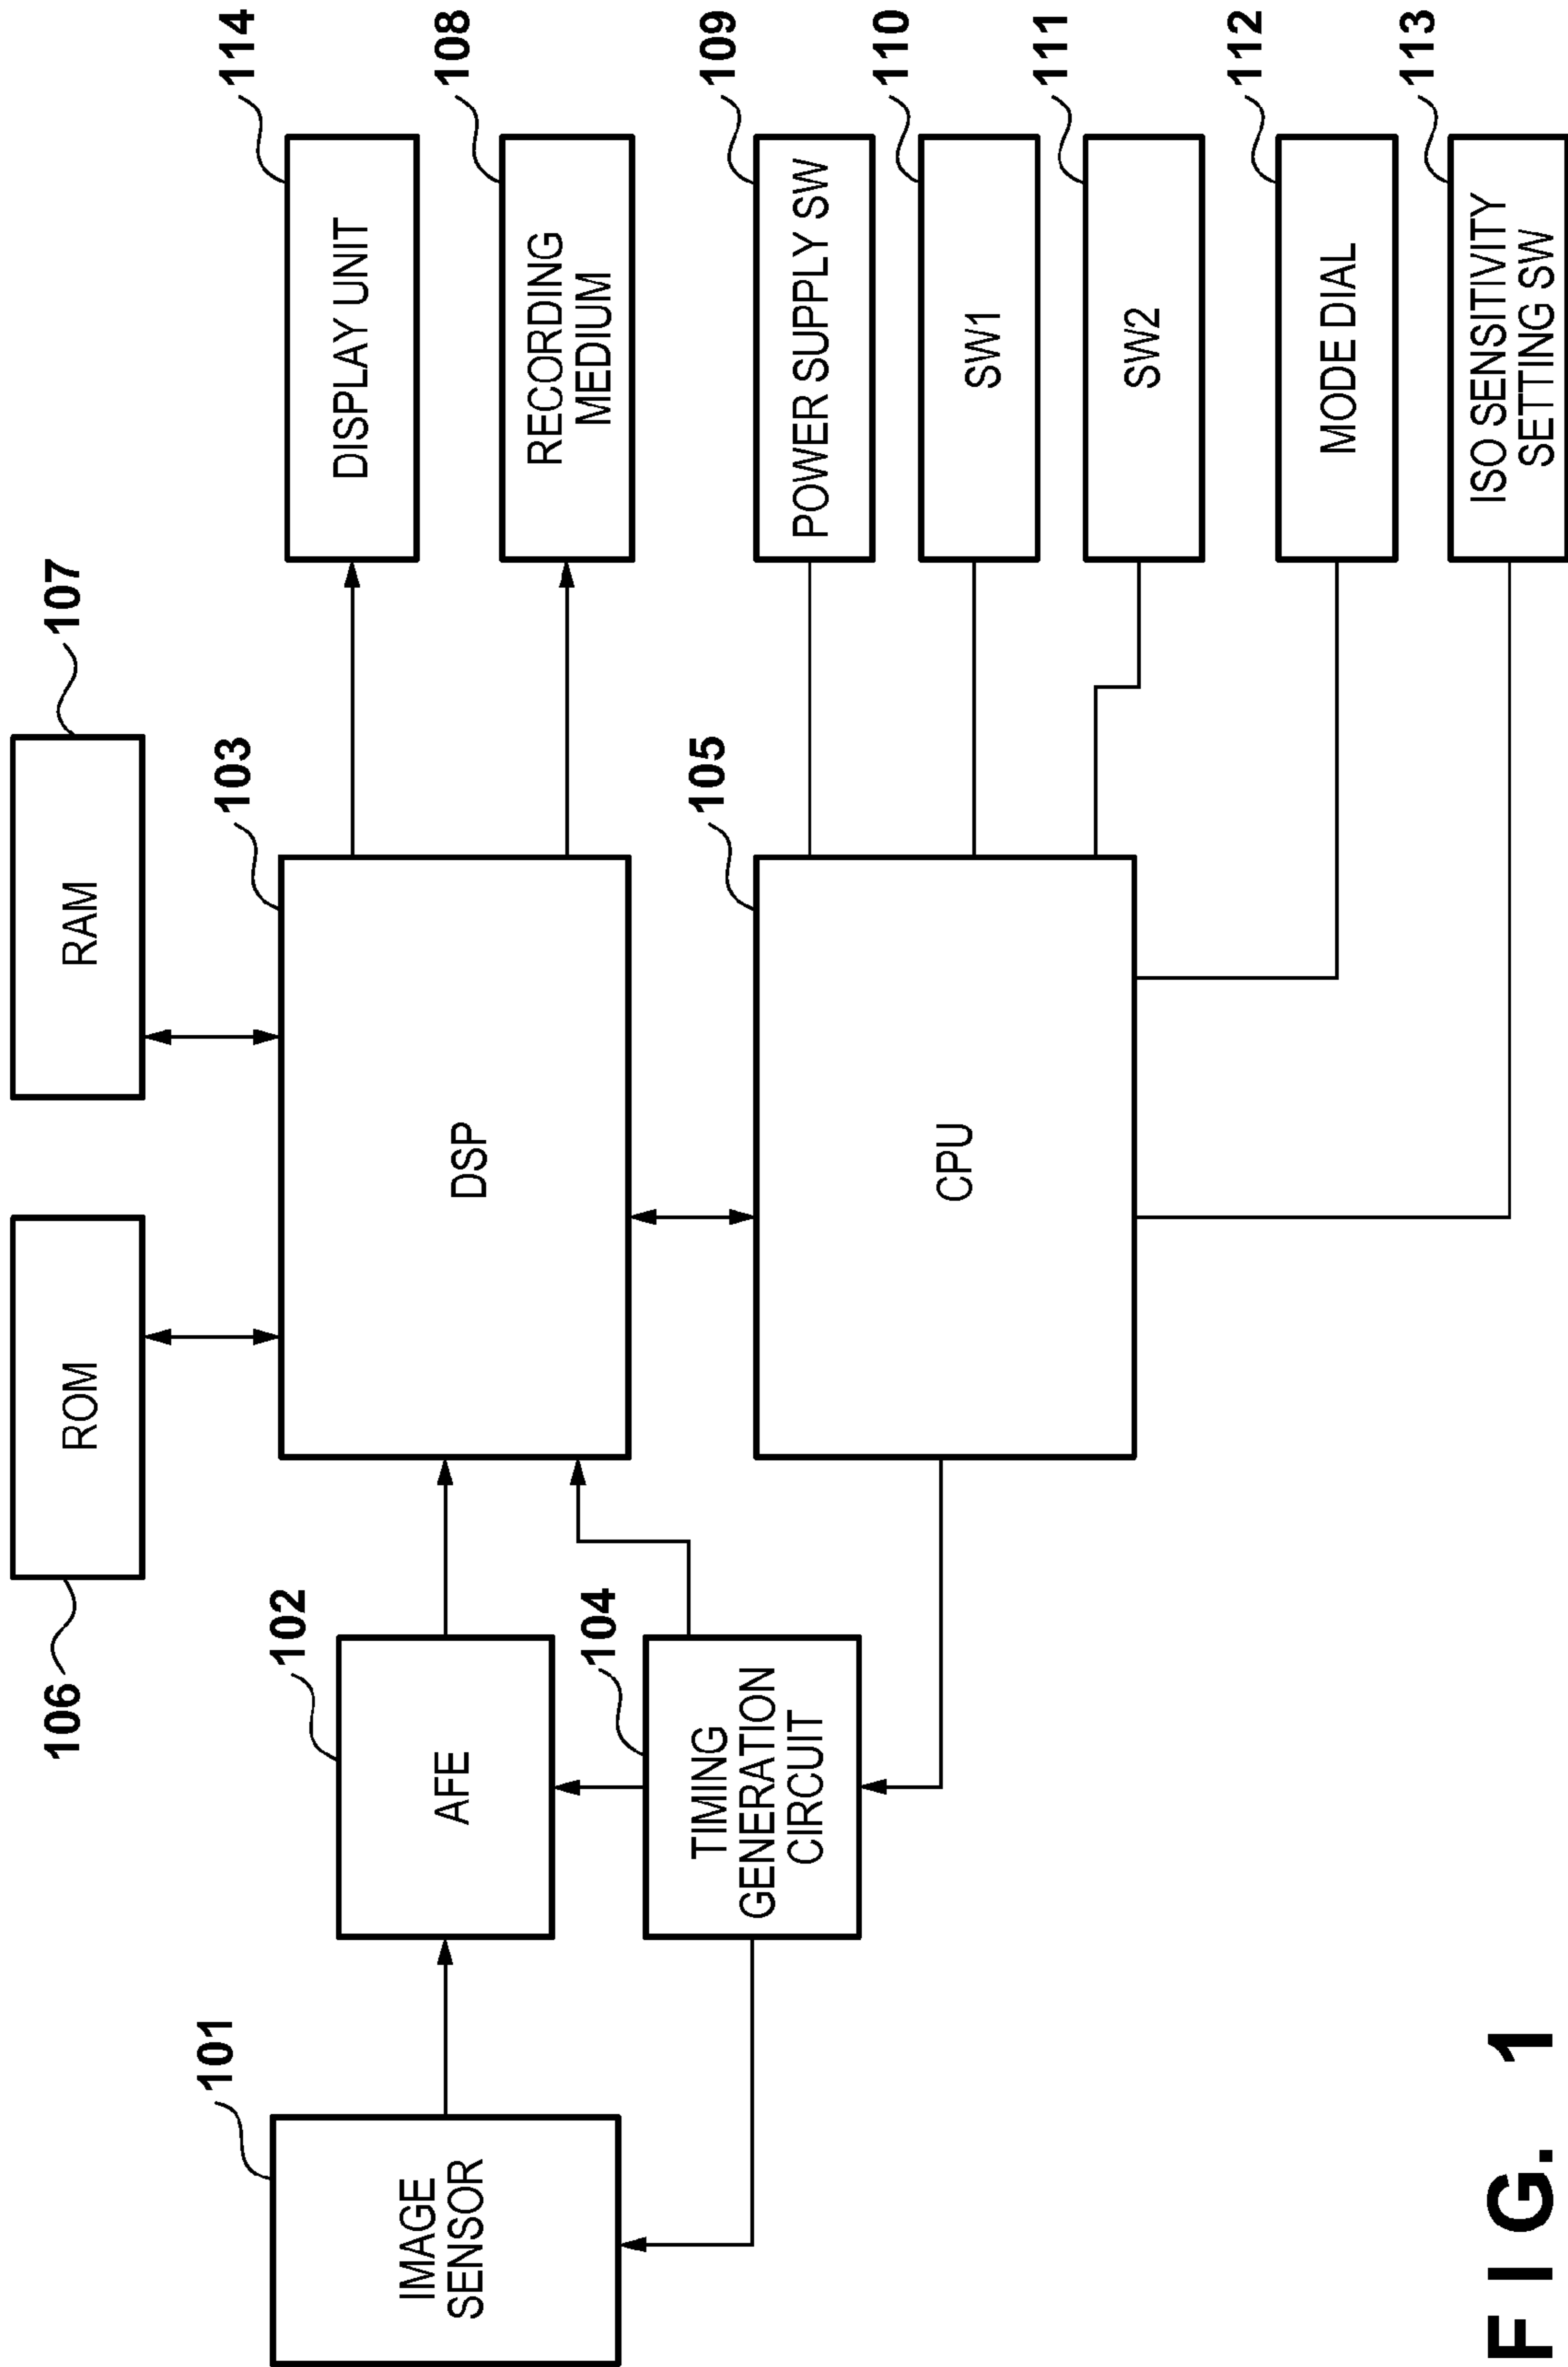 106
ROM
107
RAM
101
IMAGE
SENSOR
102
AFE
103
DSP
114
DISPLAY UNIT
108
RECORDING
MEDIUM
104
TIMING
GENERATION
CIRCUIT
105
CPU
109
POWER SUPPLY SW
110
SW1
111
SW2
112
MODE DIAL
113
ISO SENSITIVITY
SETTING SW
FIG. 1